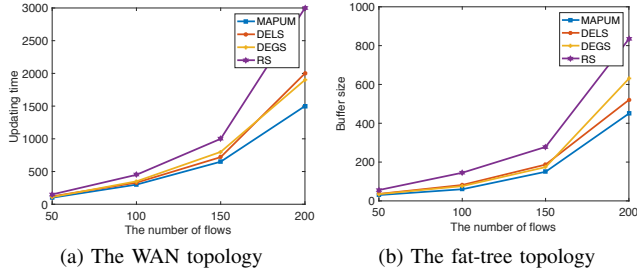 3000
2500
2000
1500
1000
500
0
Updating time
50
100
150
200
The number of flows
MAPUM
DELS
DEGS
RS
(a) The WAN topology
1000
800
600
400
200
0
Buffer size
50
100
150
200
The number of flows
MAPUM
DELS
DEGS
RS
(b) The fat-tree topology